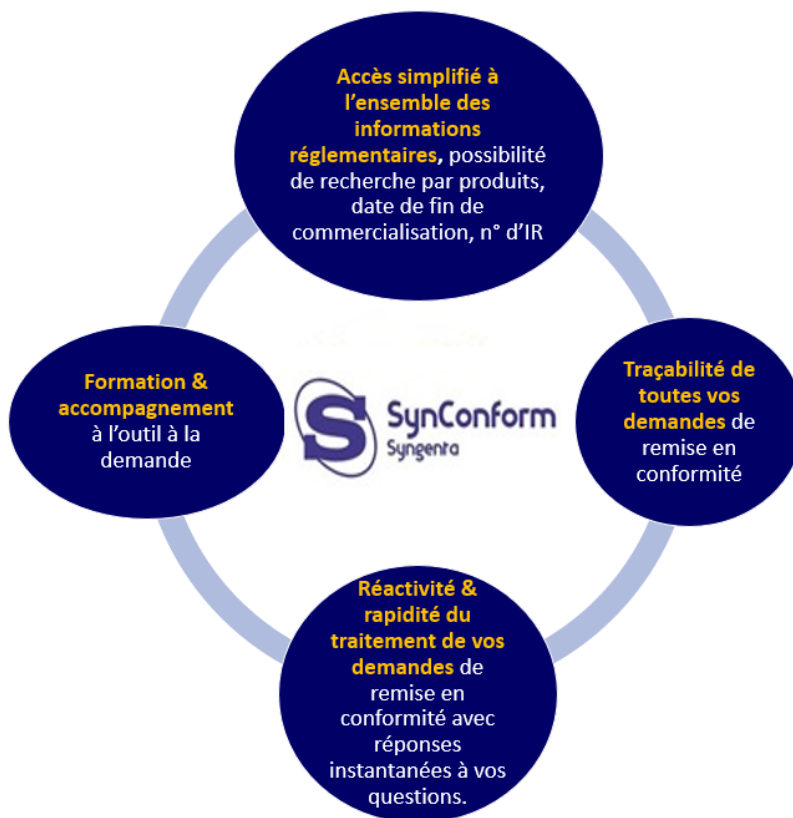 Accès simplifié à
l’ensemble des
informations
réglementaires, possibilité
de recherche par produits,
date de fin de
commercialisation, n° d’IR
Traçabilité de
toutes vos
demandes de
remise en
conformité
Réactivité &
rapidité du
traitement de vos
demandes de
remise en
conformité avec
réponses
instantanées à vos
questions.
Formation &
accompagnement
à l’outil à la
demande
S
SynConform
Syngenta